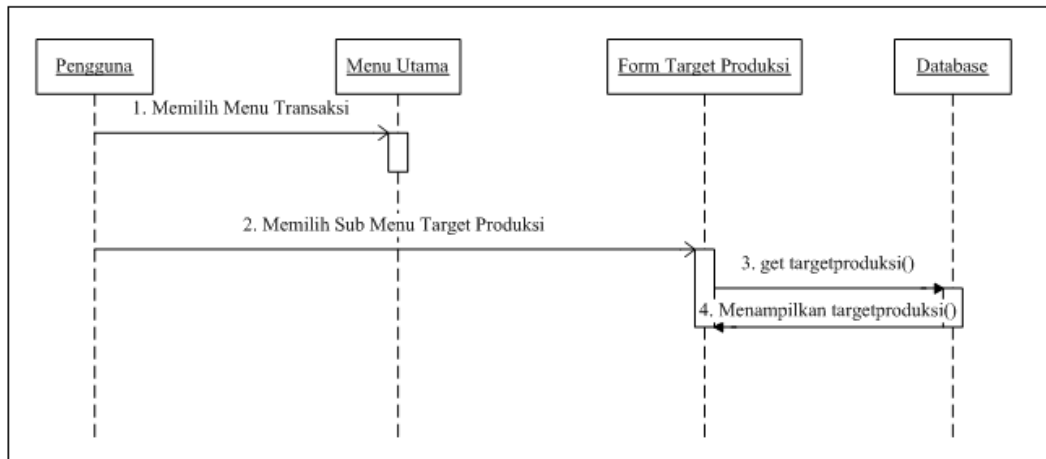 Pengguna
Menu Utama
Form Target Produksi
Database
1. Memilih Menu Transaksi
2. Memilih Sub Menu Target Produksi
3. get targetproduksi()
4. Menampilkan targetproduksi()